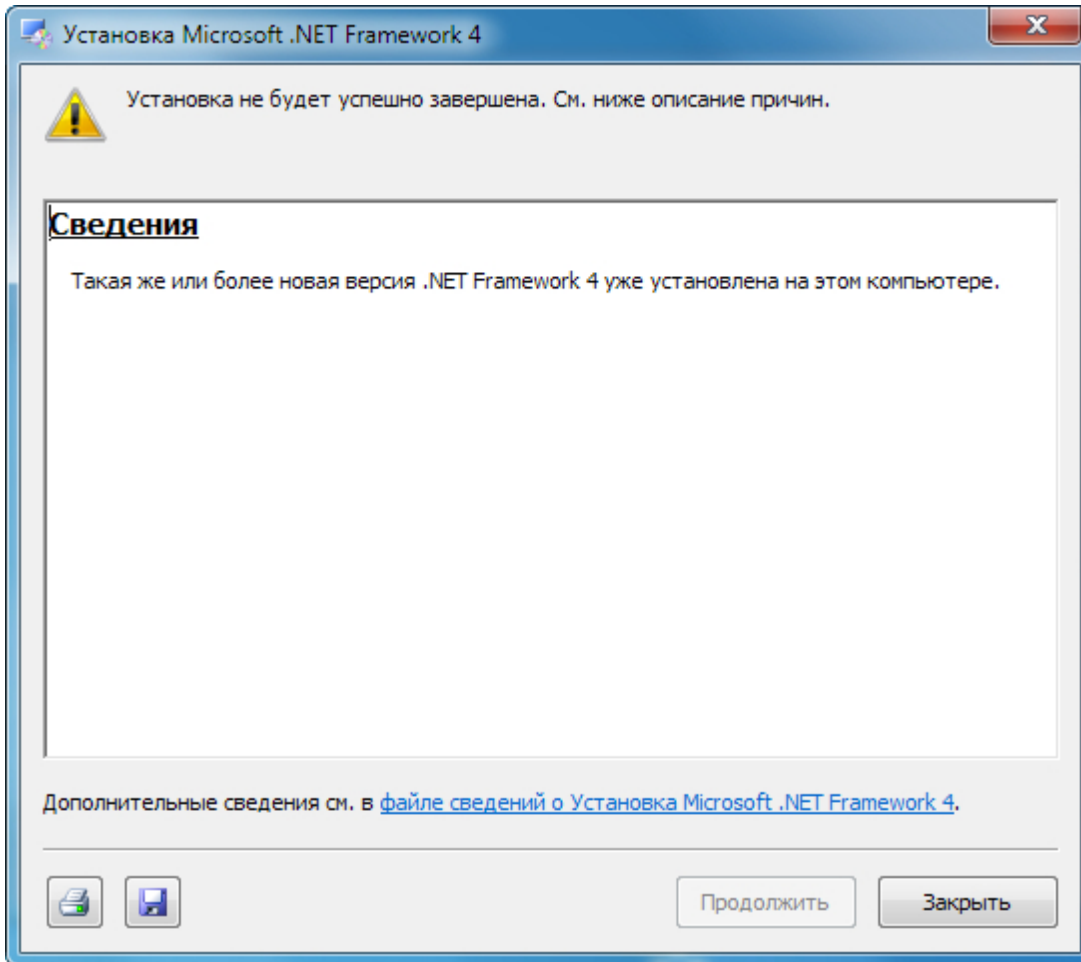 Установка Microsoft .NET Framework 4
Установка не будет успешно завершена. См. ниже описание причин.
Сведения
Такая же или более новая версия .NET Framework 4 уже установлена на этом компьютере.
Дополнительные сведения см. в файле сведений о Установка Microsoft .NET Framework 4.
Продолжить
Закрыть